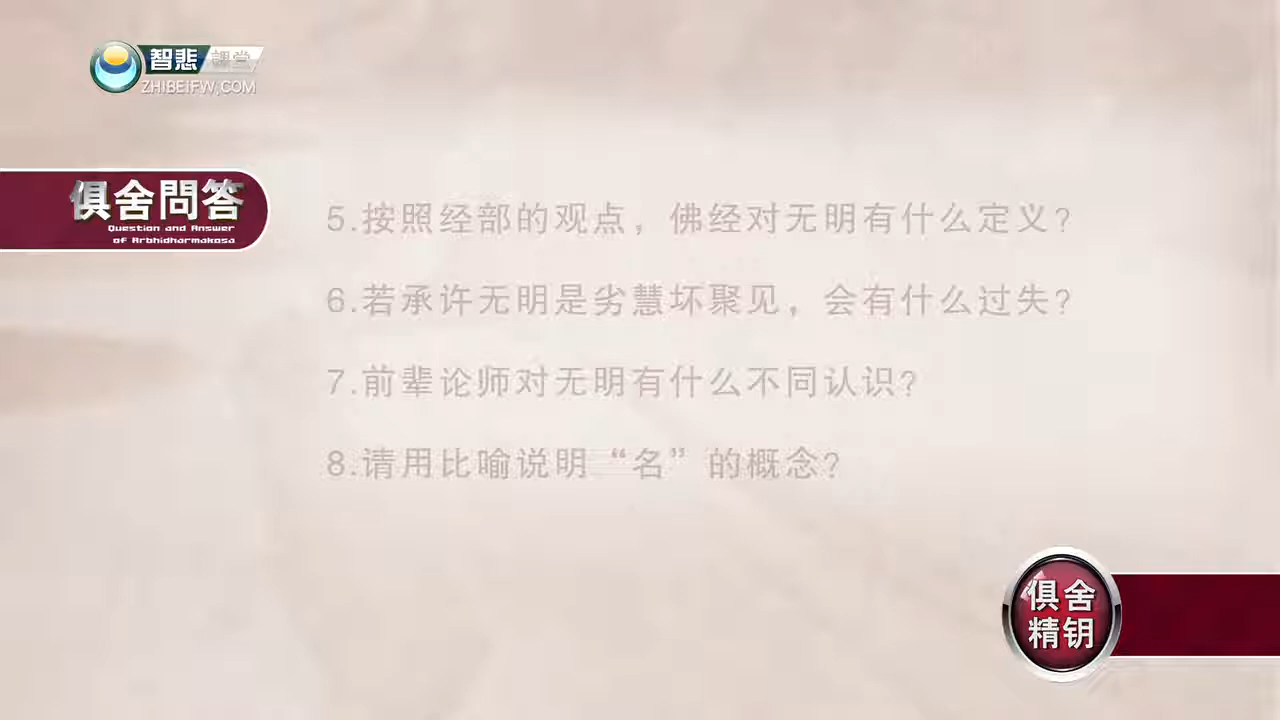 智悲課堂
ZHIBEIFW.COM
俱舍問答
Question and Answer
of Arbhidharmakosa
5.按照经部的观点，佛经对无明有什么定义?
6.若承许无明是劣慧坏聚见，会有什么过失?
7.前辈论师对无明有什么不同认识?
8.请用比喻说明“名”的概念?
俱舍
精钥